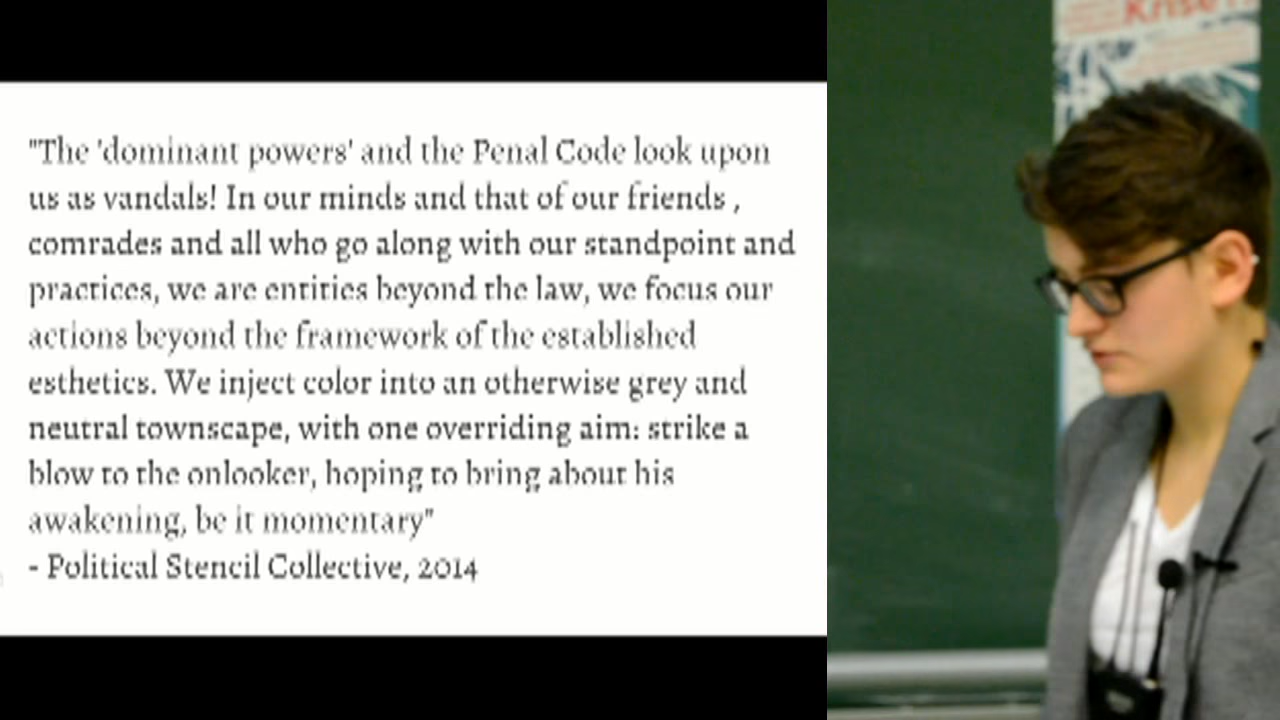 "The 'dominant powers' and the Penal Code look upon
us as vandals! In our minds and that of our friends ,
comrades and all who go along with our standpoint and
practices, we are entities beyond the law, we focus our
actions beyond the framework of the established
esthetics. We inject color into an otherwise grey and
neutral townscape, with one overriding aim: strike a
blow to the onlooker, hoping to bring about his
awakening, be it momentary"
- Political Stencil Collective, 2014
Krise